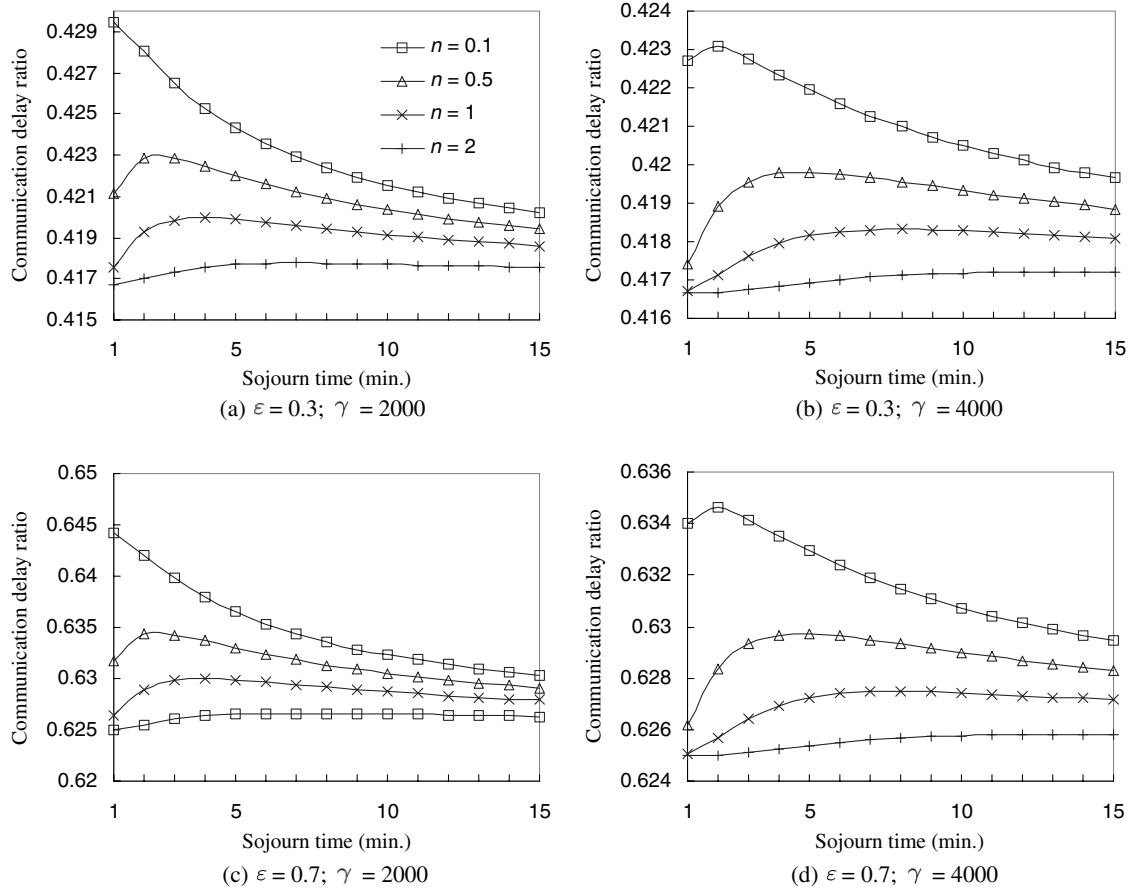 Communication delay ratio
0.429
0.427
0.425
0.423
0.421
0.419
0.417
0.415
n = 0.1
n = 0.5
n = 1
n = 2
1 5 10 15
Sojourn time (min.)
(a) ε = 0.3; γ = 2000
Communication delay ratio
0.424
0.423
0.422
0.421
0.42
0.419
0.418
0.417
0.416
1 5 10 15
Sojourn time (min.)
(b) ε = 0.3; γ = 4000
Communication delay ratio
0.65
0.645
0.64
0.635
0.63
0.625
0.62
1 5 10 15
Sojourn time (min.)
(c) ε = 0.7; γ = 2000
Communication delay ratio
0.636
0.634
0.632
0.63
0.628
0.626
0.624
1 5 10 15
Sojourn time (min.)
(d) ε = 0.7; γ = 4000